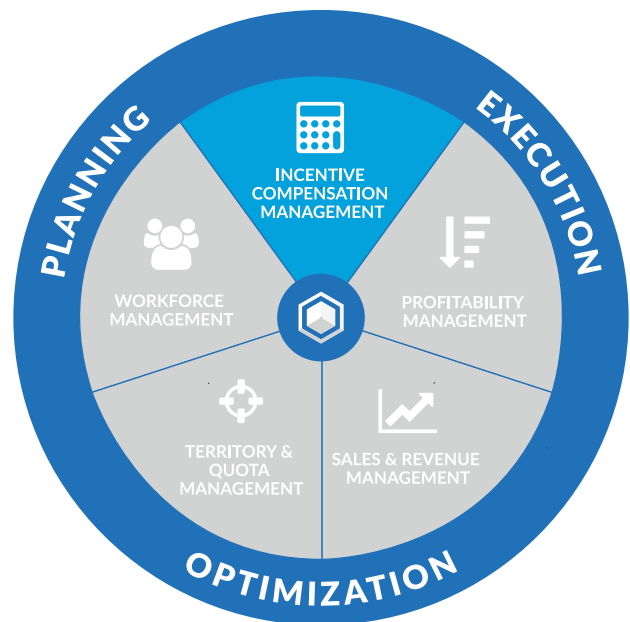 PLANNING
EXECUTION
INCENTIVE
COMPENSATION
MANAGEMENT
WORKFORCE
MANAGEMENT
PROFITABILITY
MANAGEMENT
TERRITORY &
QUOTA
MANAGEMENT
SALES & REVENUE
MANAGEMENT
OPTIMIZATION